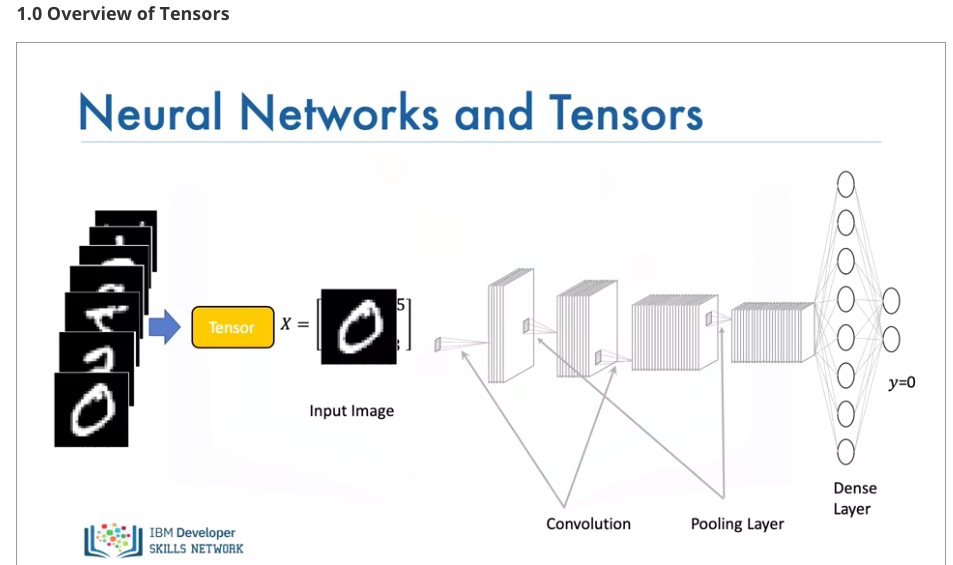 1.0 Overview of Tensors
Neural Networks and Tensors
Tensor
X =
5
Input Image
y=0
Dense
Layer
Convolution
Pooling Layer
IBM Developer
SKILLS NETWORK